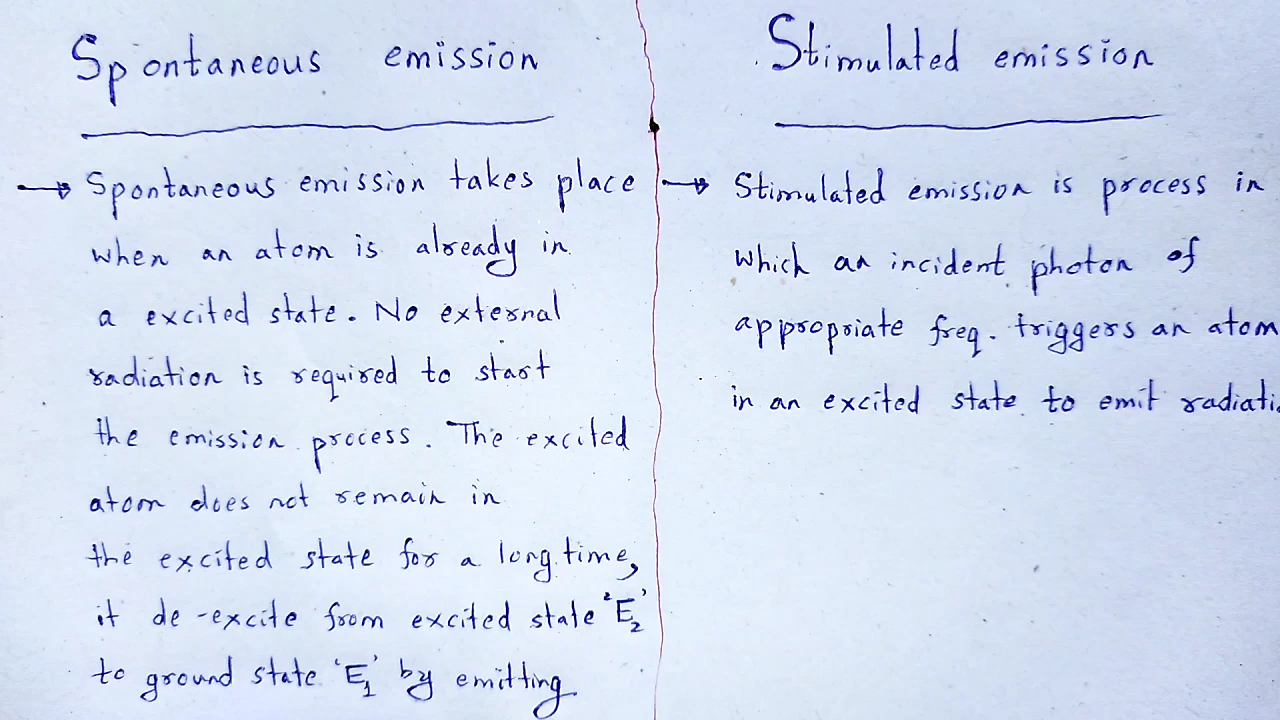 Spontaneous emission
→ Spontaneous emission takes place
when an atom is already in
a excited state. No external
radiation is required to start
the emission process. The excited
atom does not remain in
the excited state for a long time,
it de-excite from excited state 'E₂'
to ground state 'E₁' by emitting
Stimulated emission
→ Stimulated emission is process in
which an incident photon of
appropriate freq. triggers an atom
in an excited state to emit radiati